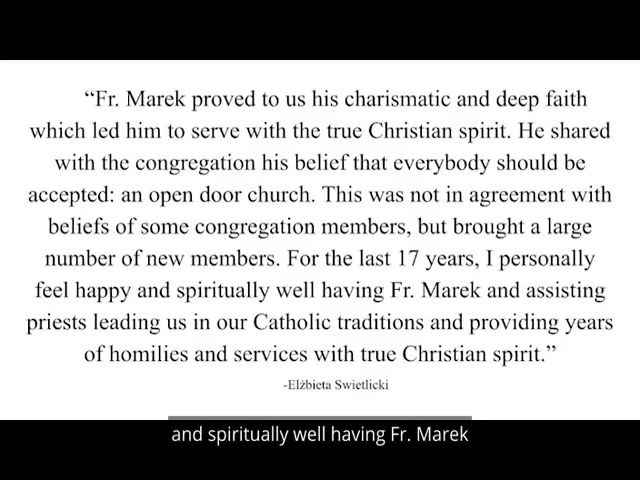 “Fr. Marek proved to us his charismatic and deep faith
which led him to serve with the true Christian spirit. He shared
with the congregation his belief that everybody should be
accepted: an open door church. This was not in agreement with
beliefs of some congregation members, but brought a large
number of new members. For the last 17 years, I personally
feel happy and spiritually well having Fr. Marek and assisting
priests leading us in our Catholic traditions and providing years
of homilies and services with true Christian spirit.”
-Elżbieta Swietlicki
and spiritually well having Fr. Marek